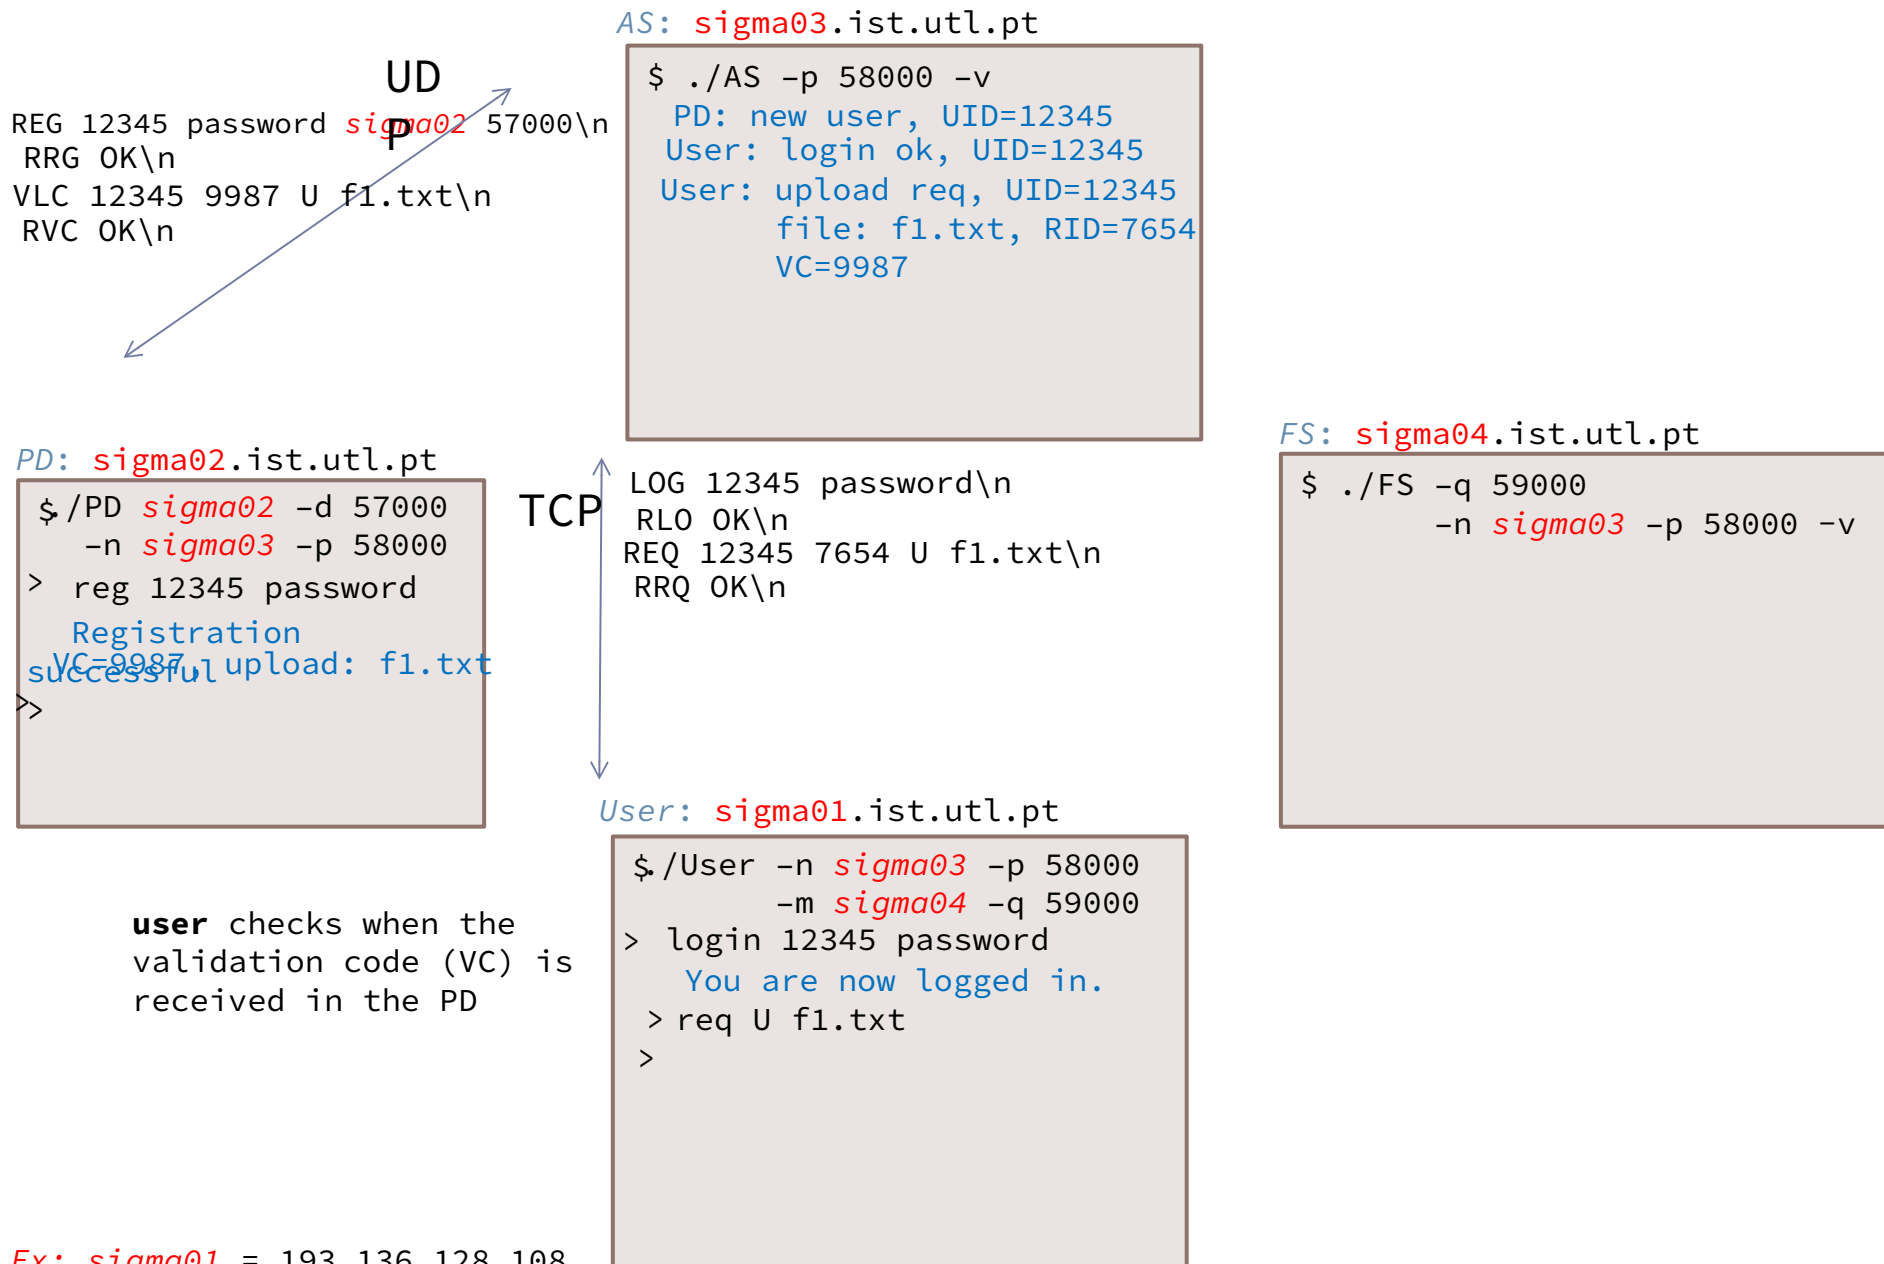 AS: sigma03.ist.utl.pt
$ ./AS –p 58000 –v
PD: new user, UID=12345
User: login ok, UID=12345
User: upload req, UID=12345
file: f1.txt, RID=7654
VC=9987
UD
P
REG 12345 password sigma02 57000\n
RRG OK\n
VLC 12345 9987 U f1.txt\n
RVC OK\n
PD: sigma02.ist.utl.pt
$./PD sigma02 –d 57000
–n sigma03 –p 58000
> reg 12345 password
Registration
successful
VC=9987, upload: f1.txt
>
>
TCP
LOG 12345 password\n
RLO OK\n
REQ 12345 7654 U f1.txt\n
RRQ OK\n
FS: sigma04.ist.utl.pt
$ ./FS –q 59000
–n sigma03 –p 58000 –v
User: sigma01.ist.utl.pt
$./User –n sigma03 –p 58000
–m sigma04 –q 59000
> login 12345 password
You are now logged in.
> req U f1.txt
>
user checks when the
validation code (VC) is
received in the PD
Ex: sigma01 = 193.136.128.108